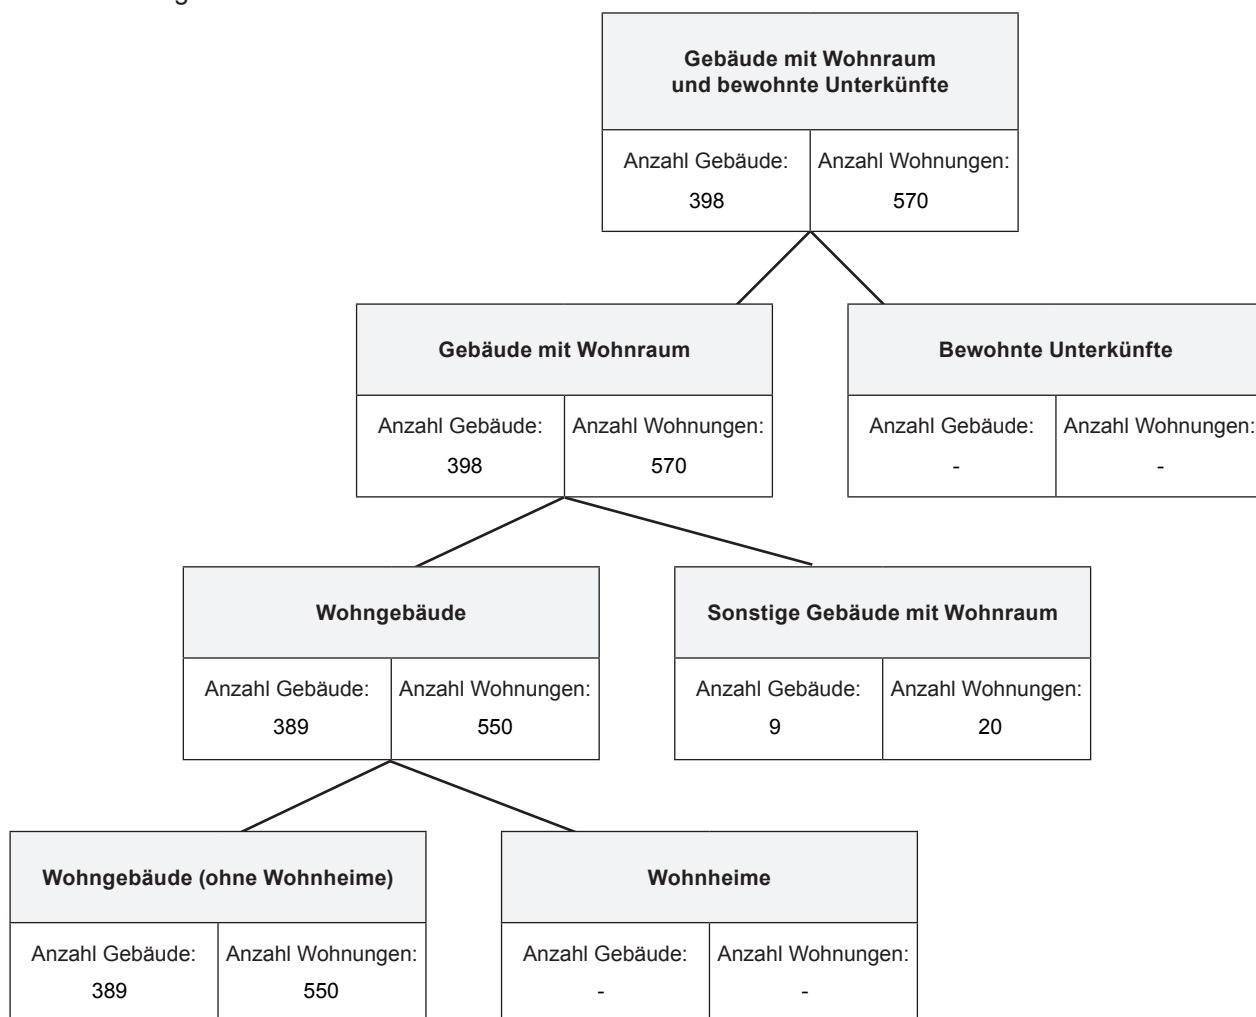 Gebäude mit Wohnraum
und bewohnte Unterkünfte
Anzahl Gebäude: Anzahl Wohnungen:
398 570
Gebäude mit Wohnraum
Bewohnte Unterkünfte
Anzahl Gebäude: Anzahl Wohnungen:
398 570
Anzahl Gebäude: Anzahl Wohnungen:
- -
Wohngebäude
Sonstige Gebäude mit Wohnraum
Anzahl Gebäude: Anzahl Wohnungen:
389 550
Anzahl Gebäude: Anzahl Wohnungen:
9 20
Wohngebäude (ohne Wohnheime)
Wohnheime
Anzahl Gebäude: Anzahl Wohnungen:
389 550
Anzahl Gebäude: Anzahl Wohnungen:
- -